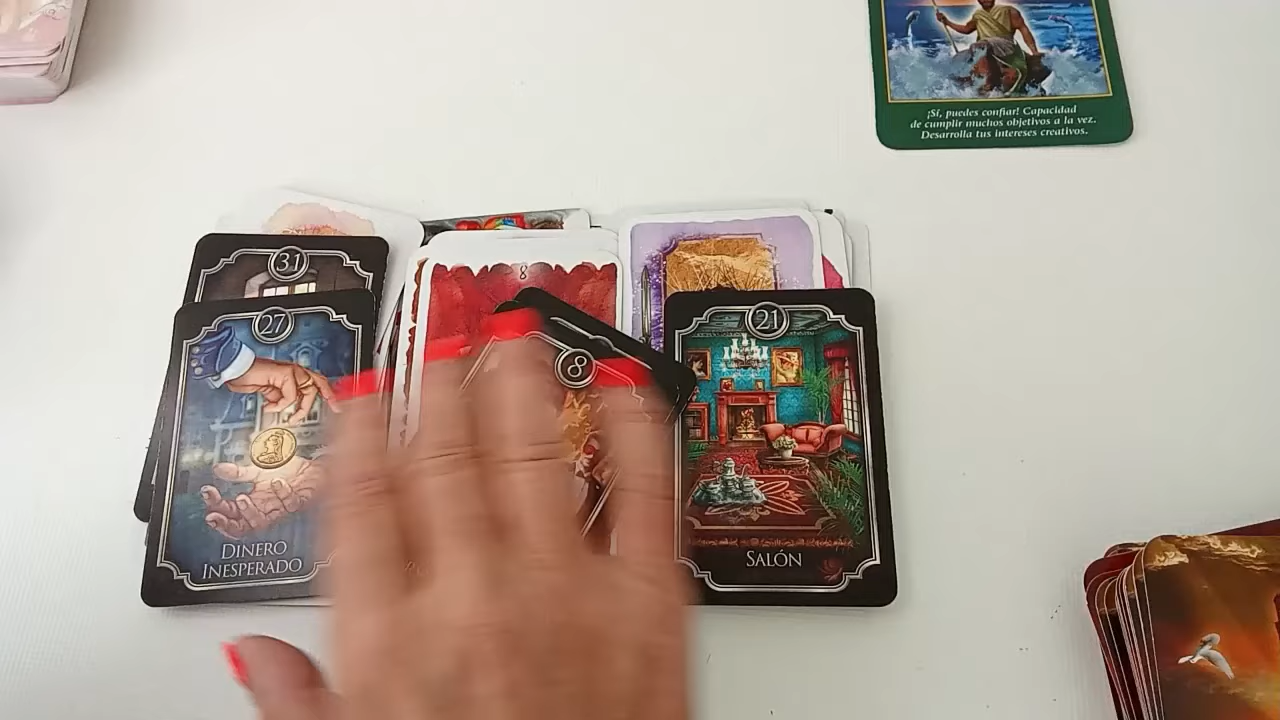 ¡Sí, puedes confiar! Capacidad
de cumplir muchos objetivos a la vez.
Desarrolla tus intereses creativos.
31
8
27
DINERO
INESPERADO
8
21
SALÓN